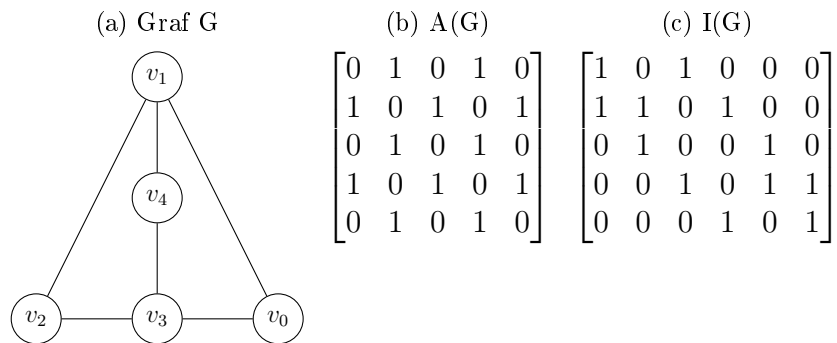 (a) Graf G
(b) A(G)
(c) I(G)
v1
v4
v2
v3
v0
0 1 0 1 0
1 0 1 0 1
0 1 0 1 0
1 0 1 0 1
0 1 0 1 0
1 0 1 0 0 0
1 1 0 1 0 0
0 1 0 0 1 0
0 0 1 0 1 1
0 0 0 1 0 1